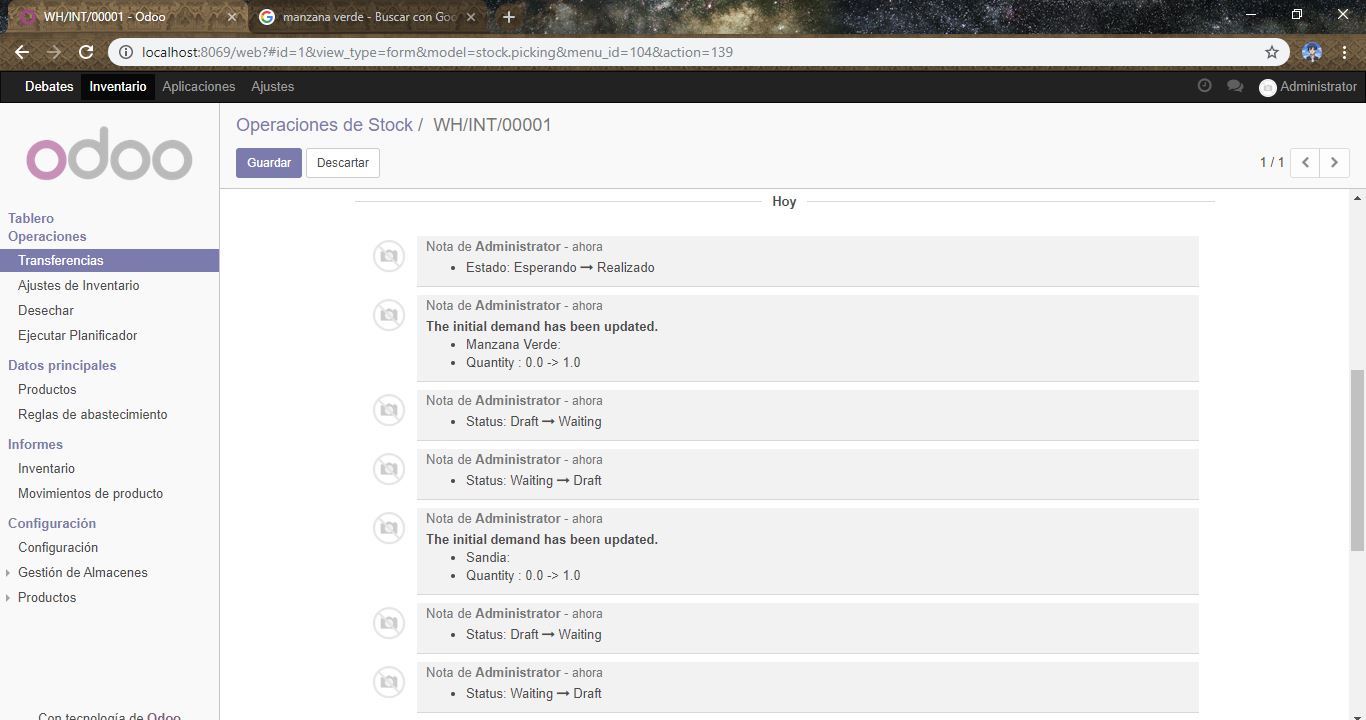 WH/INT/00001 - Odoo
manzana verde - Buscar con Goo
localhost:8069/web?#id=1&view_type=form&model=stock.picking&menu_id=104&action=139
Debates Inventario Aplicaciones Ajustes Administrator
odoo
Operaciones de Stock / WH/INT/00001
Guardar Descartar 1 / 1
Tablero
Operaciones
Transferencias
Ajustes de Inventario
Desechar
Ejecutar Planificador
Datos principales
Productos
Reglas de abastecimiento
Informes
Inventario
Movimientos de producto
Configuración
Configuración
Gestión de Almacenes
Productos
Con tecnología de Odoo
Hoy
Nota de Administrator - ahora
Estado: Esperando ➞ Realizado
Nota de Administrator - ahora
The initial demand has been updated.
Manzana Verde:
Quantity : 0.0 -> 1.0
Nota de Administrator - ahora
Status: Draft ➞ Waiting
Nota de Administrator - ahora
Status: Waiting ➞ Draft
Nota de Administrator - ahora
The initial demand has been updated.
Sandia:
Quantity : 0.0 -> 1.0
Nota de Administrator - ahora
Status: Draft ➞ Waiting
Nota de Administrator - ahora
Status: Waiting ➞ Draft